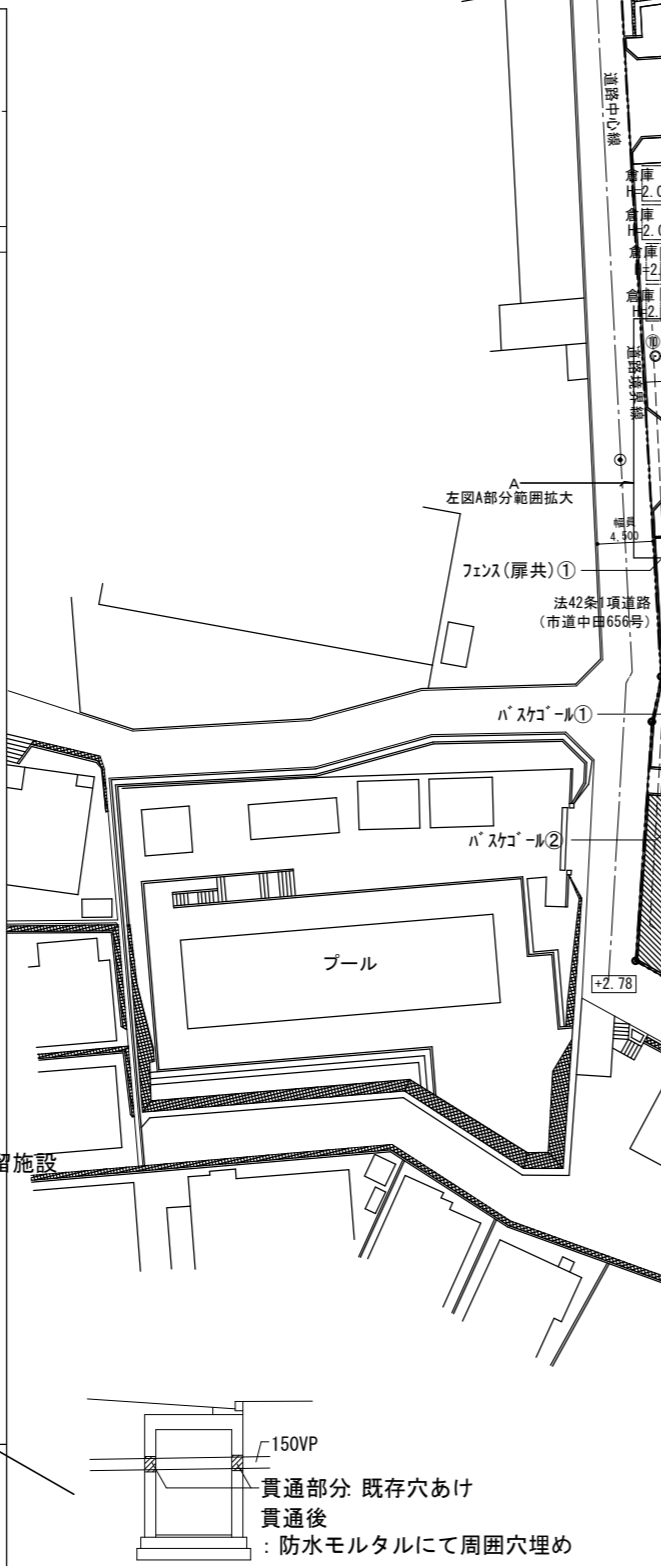 道路中心線
倉庫
H=2.0
倉庫
H=2.0
倉庫
H=2.
倉庫
H=2.
⑩
道路境界線
A
左図A部分範囲拡大
幅員
4,500
フェンス(扉共)①
法42条1項道路
(市道中田656号)
バスケゴール①
バスケゴール②
プール
+2.78
留施設
150VP
貫通部分 既存穴あけ
貫通後
:防水モルタルにて周囲穴埋め